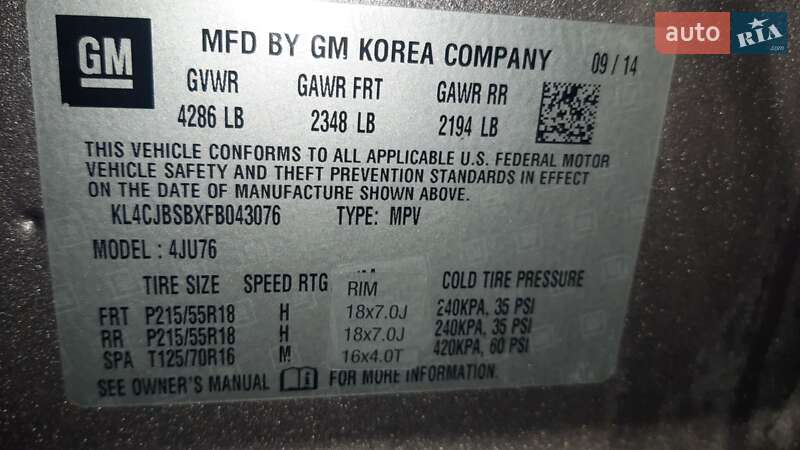 auto RIA.com
GM MFD BY GM KOREA COMPANY 09/14
GVWR GAWR FRT GAWR RR
4286 LB 2348 LB 2194 LB
THIS VEHICLE CONFORMS TO ALL APPLICABLE U.S. FEDERAL MOTOR
VEHICLE SAFETY AND THEFT PREVENTION STANDARDS IN EFFECT
ON THE DATE OF MANUFACTURE SHOWN ABOVE.
KL4CJBSBXFB043076 TYPE: MPV
MODEL : 4JU76
TIRE SIZE SPEED RTG RIM COLD TIRE PRESSURE
FRT P215/55R18 H 18x7.0J 240KPA, 35 PSI
RR P215/55R18 H 18x7.0J 240KPA, 35 PSI
SPA T125/70R16 M 16x4.0T 420KPA, 60 PSI
SEE OWNER'S MANUAL FOR MORE INFORMATION.